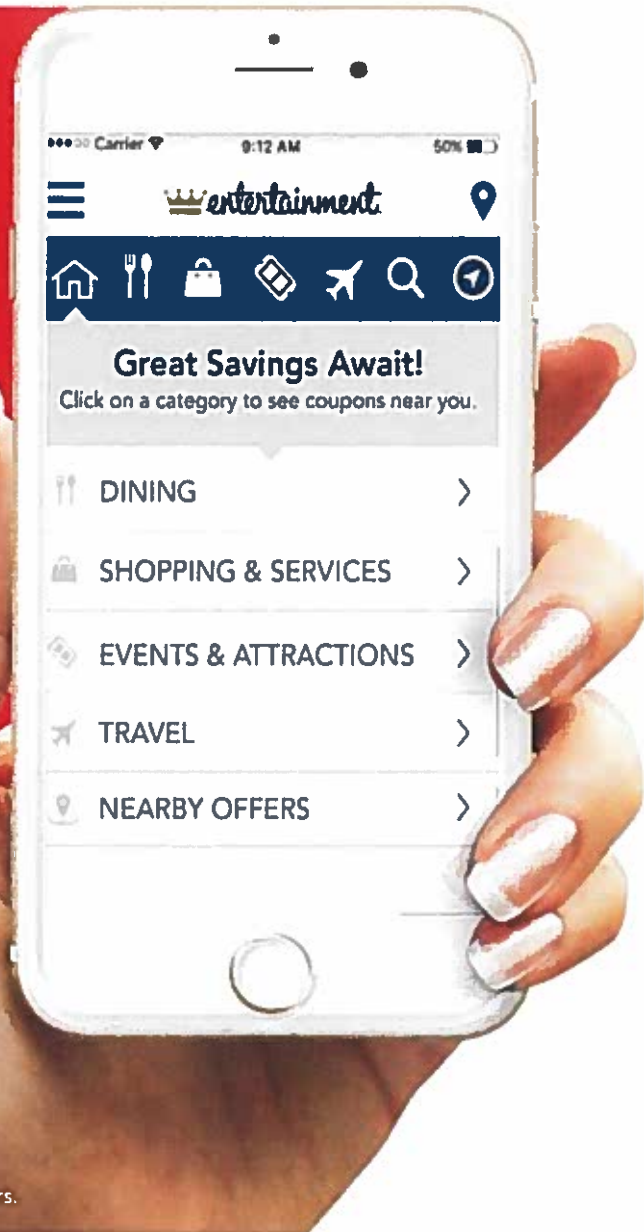 Carrier 9:12 AM 50%
entertainment
Great Savings Await!
Click on a category to see coupons near you.
DINING
SHOPPING & SERVICES
EVENTS & ATTRACTIONS
TRAVEL
NEARBY OFFERS
rs.